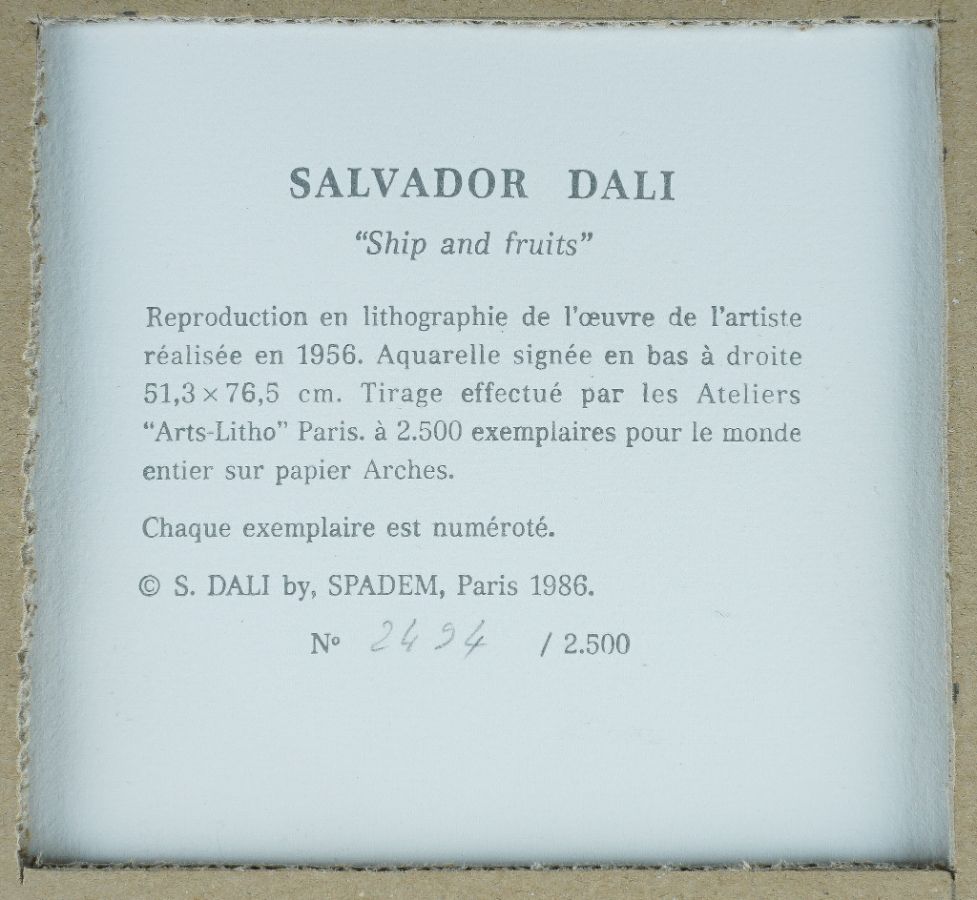 SALVADOR DALI
“Ship and fruits”
Reproduction en lithographie de l'œuvre de l'artiste
réalisée en 1956. Aquarelle signée en bas à droite
51,3 × 76,5 cm. Tirage effectué par les Ateliers
“Arts-Litho” Paris. à 2.500 exemplaires pour le monde
entier sur papier Arches.
Chaque exemplaire est numéroté.
© S. DALI by, SPADEM, Paris 1986.
Nº 2494 / 2.500